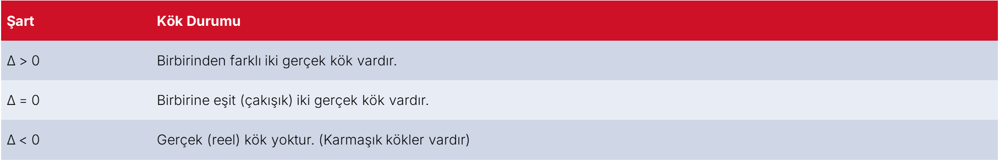 Şart Kök Durumu
Δ > 0 Birbirinden farklı iki gerçek kök vardır.
Δ = 0 Birbirine eşit (çakışık) iki gerçek kök vardır.
Δ < 0 Gerçek (reel) kök yoktur. (Karmaşık kökler vardır)